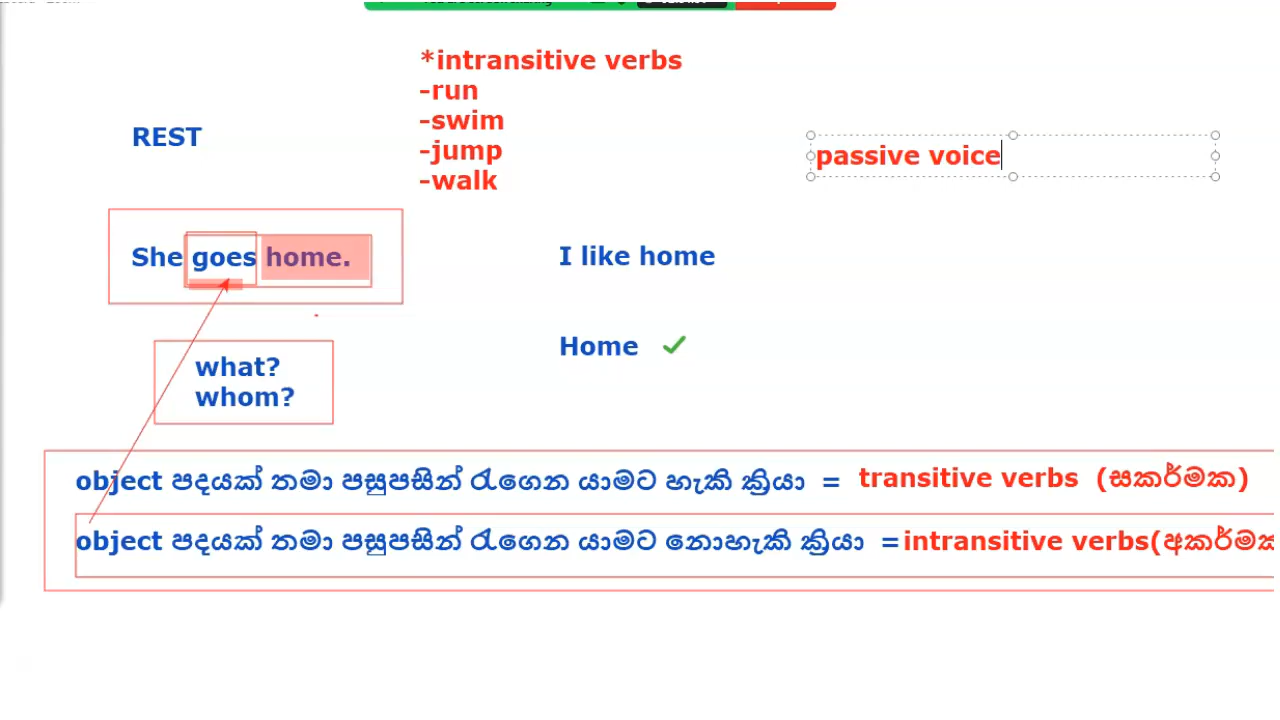 *intransitive verbs
-run
-swim
-jump
-walk
REST
passive voice
She goes home.
I like home
what?
whom?
Home
object පදයක් තමා පසුපසින් රැගෙන යාමට හැකි ක්‍රියා = transitive verbs (සකර්මක)
object පදයක් තමා පසුපසින් රැගෙන යාමට නොහැකි ක්‍රියා =intransitive verbs(අකර්මක